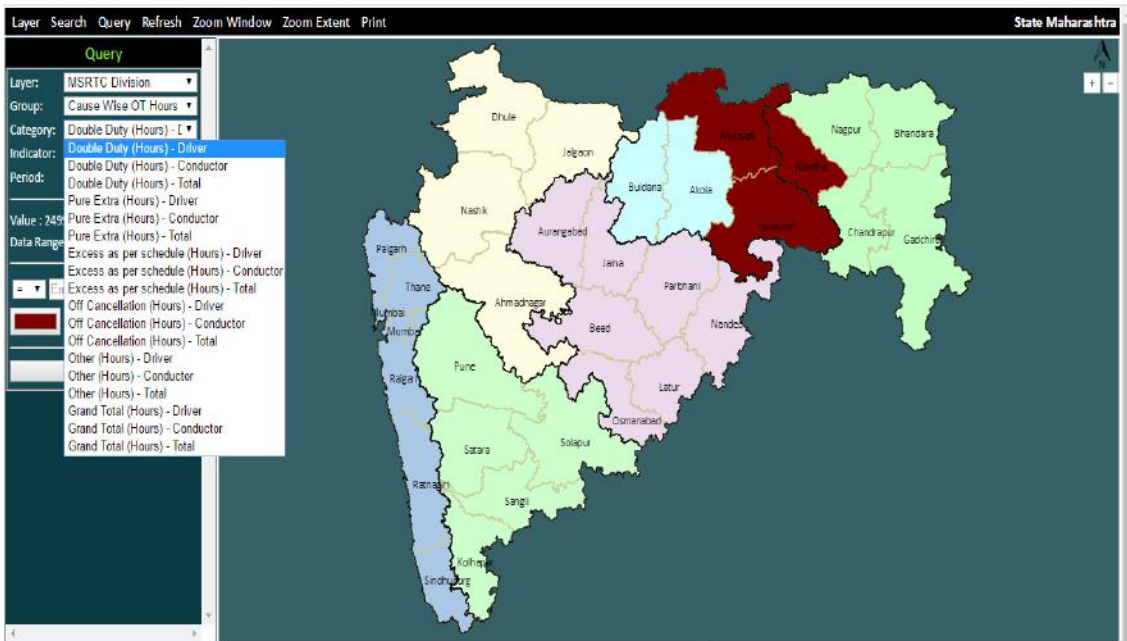 Layer Search Query Refresh Zoom Window Zoom Extent Print State Maharashtra
Query
Layer: MSRTC Division
Group: Cause Wise OT Hours
Category: Double Duty (Hours) - D
Indicator:
Period:
Value : 249
Data Range
=
Double Duty (Hours) - Driver
Double Duty (Hours) - Conductor
Double Duty (Hours) - Total
Pure Extra (Hours) - Driver
Pure Extra (Hours) - Conductor
Pure Extra (Hours) - Total
Excess as per schedule (Hours) - Driver
Excess as per schedule (Hours) - Conductor
Excess as per schedule (Hours) - Total
Off Cancellation (Hours) - Driver
Off Cancellation (Hours) - Conductor
Off Cancellation (Hours) - Total
Other (Hours) - Driver
Other (Hours) - Conductor
Other (Hours) - Total
Grand Total (Hours) - Driver
Grand Total (Hours) - Conductor
Grand Total (Hours) - Total
N
+ -
Dhule
Jalgaon
Nashik
Buldana
Akola
Amravati
Wardha
Nagpur
Bhandara
Chandrapur
Gadchiro
Aurangabad
Jalna
Parbhani
Palgarh
Thane
Ahmadnagar
Beed
Nanded
Mumbai
Mumba
Pune
Raigarh
Latur
Osmanabad
Satara
Solapur
Ratnagiri
Sangli
Kolhapur
Sindhudurg